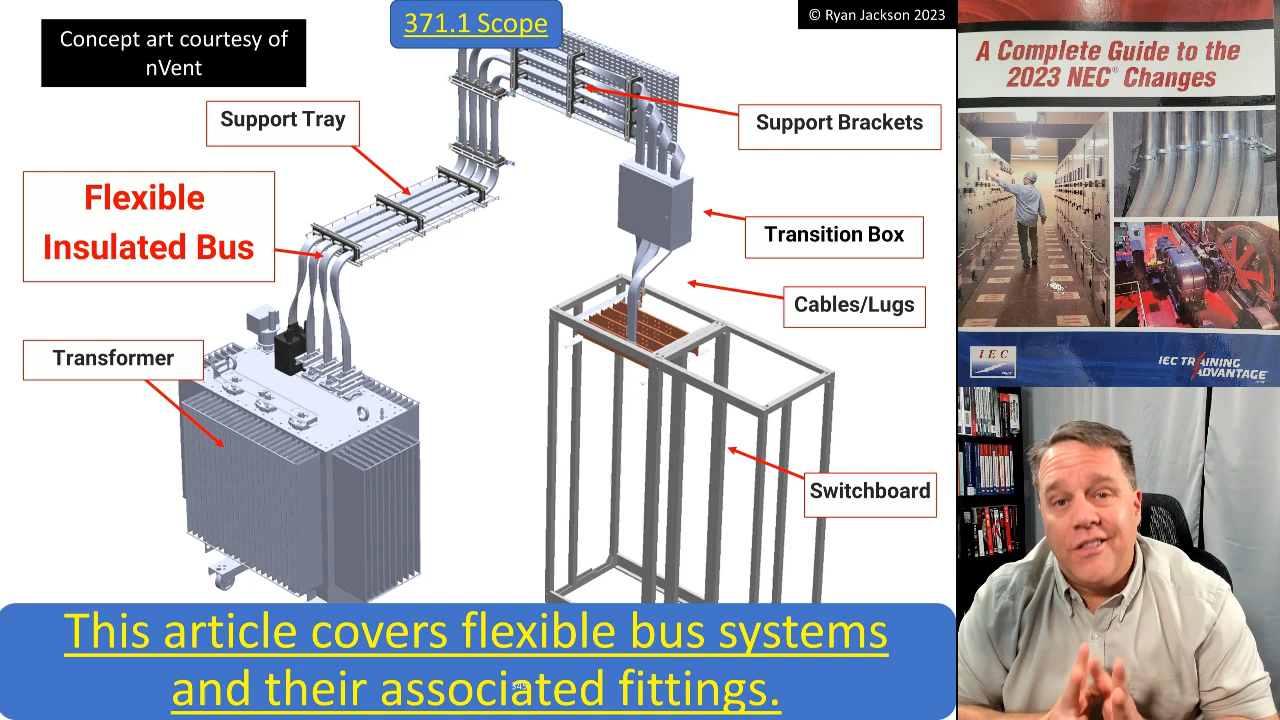 371.1 Scope
© Ryan Jackson 2023
Concept art courtesy of
nVent
Support Tray
Support Brackets
Flexible
Insulated Bus
Transition Box
Cables/Lugs
Transformer
Switchboard
This article covers flexible bus systems
and their associated fittings.
A Complete Guide to the
2023 NEC® Changes
IEC
IEC TRAINING
ADVANTAGE